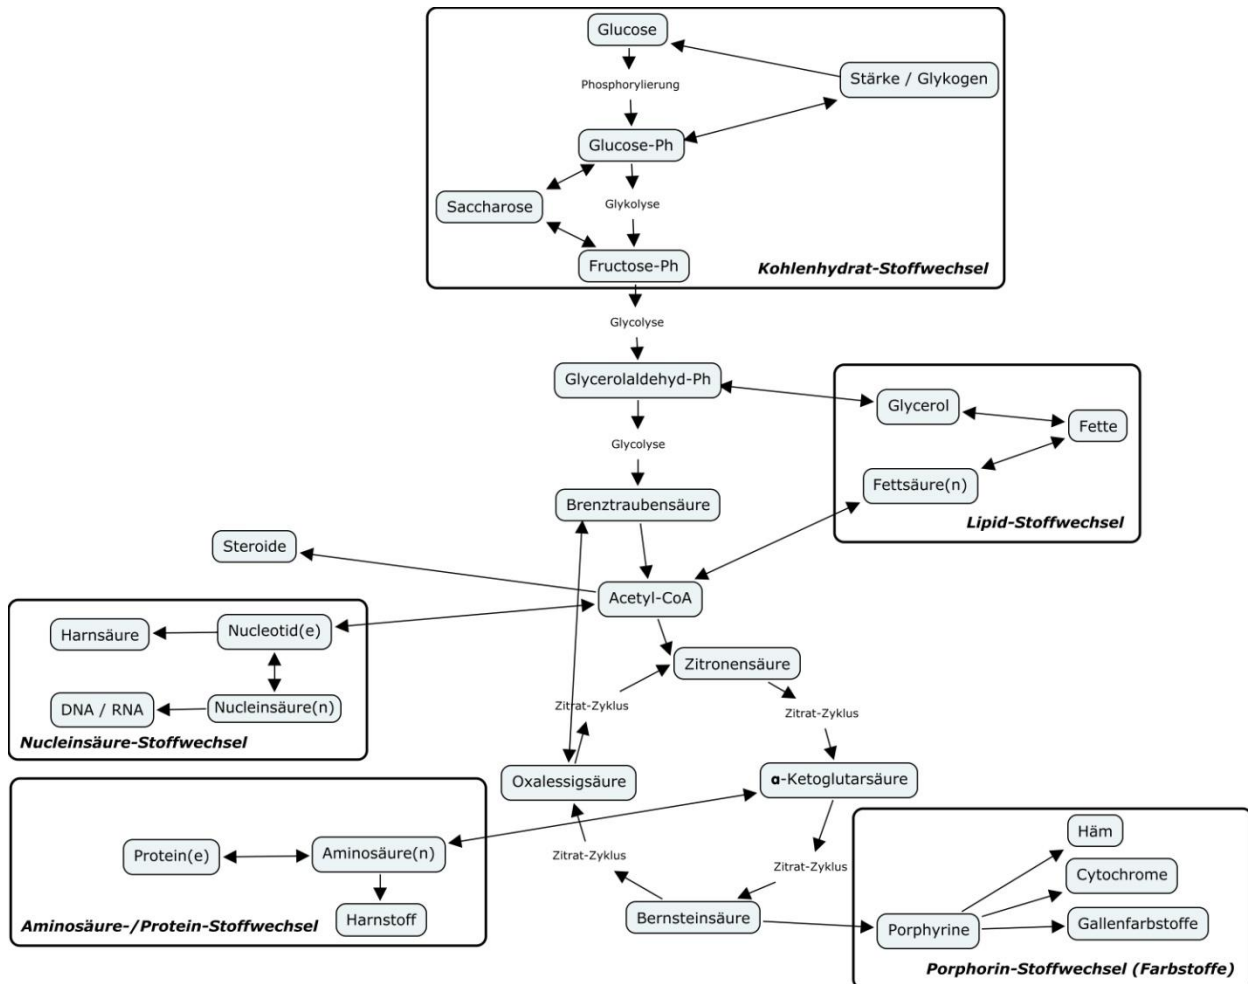 Glucose
Stärke / Glykogen
Phosphorylierung
Glucose-Ph
Saccharose
Glykolyse
Fructose-Ph
Kohlenhydrat-Stoffwechsel
Glycolyse
Glycerolaldehyd-Ph
Glycerol
Fette
Glycolyse
Fettsäure(n)
Brenztraubensäure
Lipid-Stoffwechsel
Steroide
Acetyl-CoA
Harnsäure
Nucleotid(e)
Zitronensäure
DNA / RNA
Nucleinsäure(n)
Zitrat-Zyklus
Zitrat-Zyklus
Nucleinsäure-Stoffwechsel
Oxalessigsäure
α-Ketoglutarsäure
Protein(e)
Aminosäure(n)
Zitrat-Zyklus
Zitrat-Zyklus
Häm
Cytochrome
Harnstoff
Bernsteinsäure
Porphyrine
Gallenfarbstoffe
Aminosäure-/Protein-Stoffwechsel
Porphorin-Stoffwechsel (Farbstoffe)